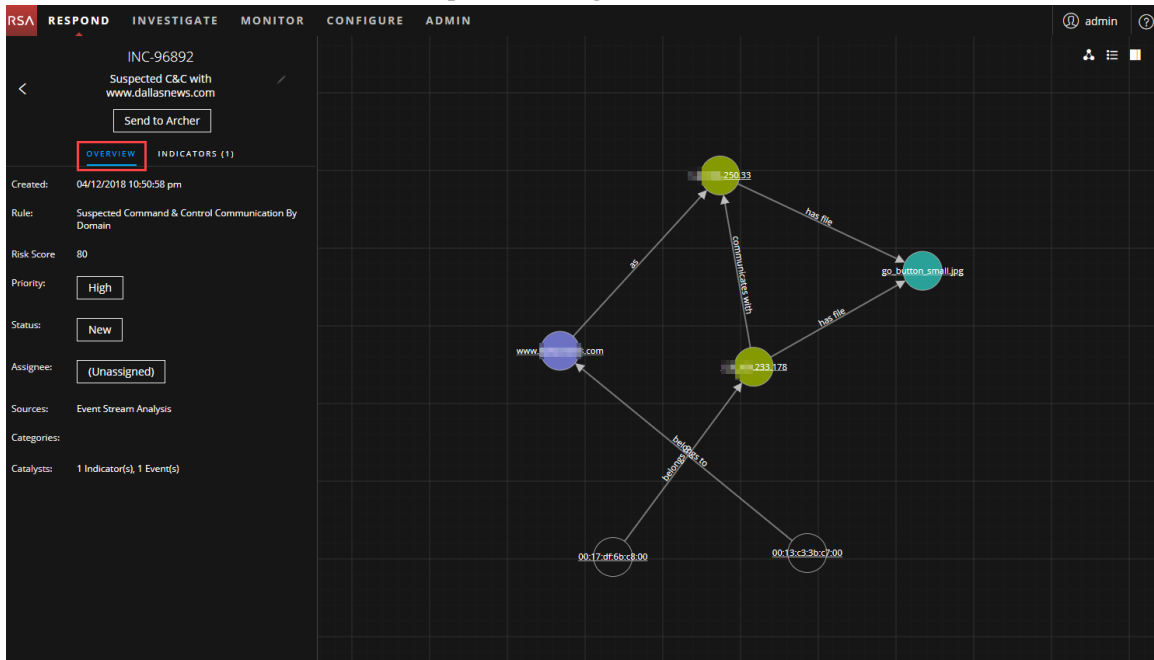 RSA RESPOND INVESTIGATE MONITOR CONFIGURE ADMIN admin ?
INC-96892
Suspected C&C with
www.dallasnews.com
Send to Archer
OVERVIEW INDICATORS (1)
Created: 04/12/2018 10:50:58 pm
Rule: Suspected Command & Control Communication By
Domain
Risk Score 80
Priority: High
Status: New
Assignee: (Unassigned)
Sources: Event Stream Analysis
Categories:
Catalysts: 1 Indicator(s), 1 Event(s)
.250.33
has file
as
communicates with
go_button_small.jpg
has file
www. .com
.233.178
belongs to
belongs
00:17:df:6b:c8:00
00:13:c3:3b:c7:00